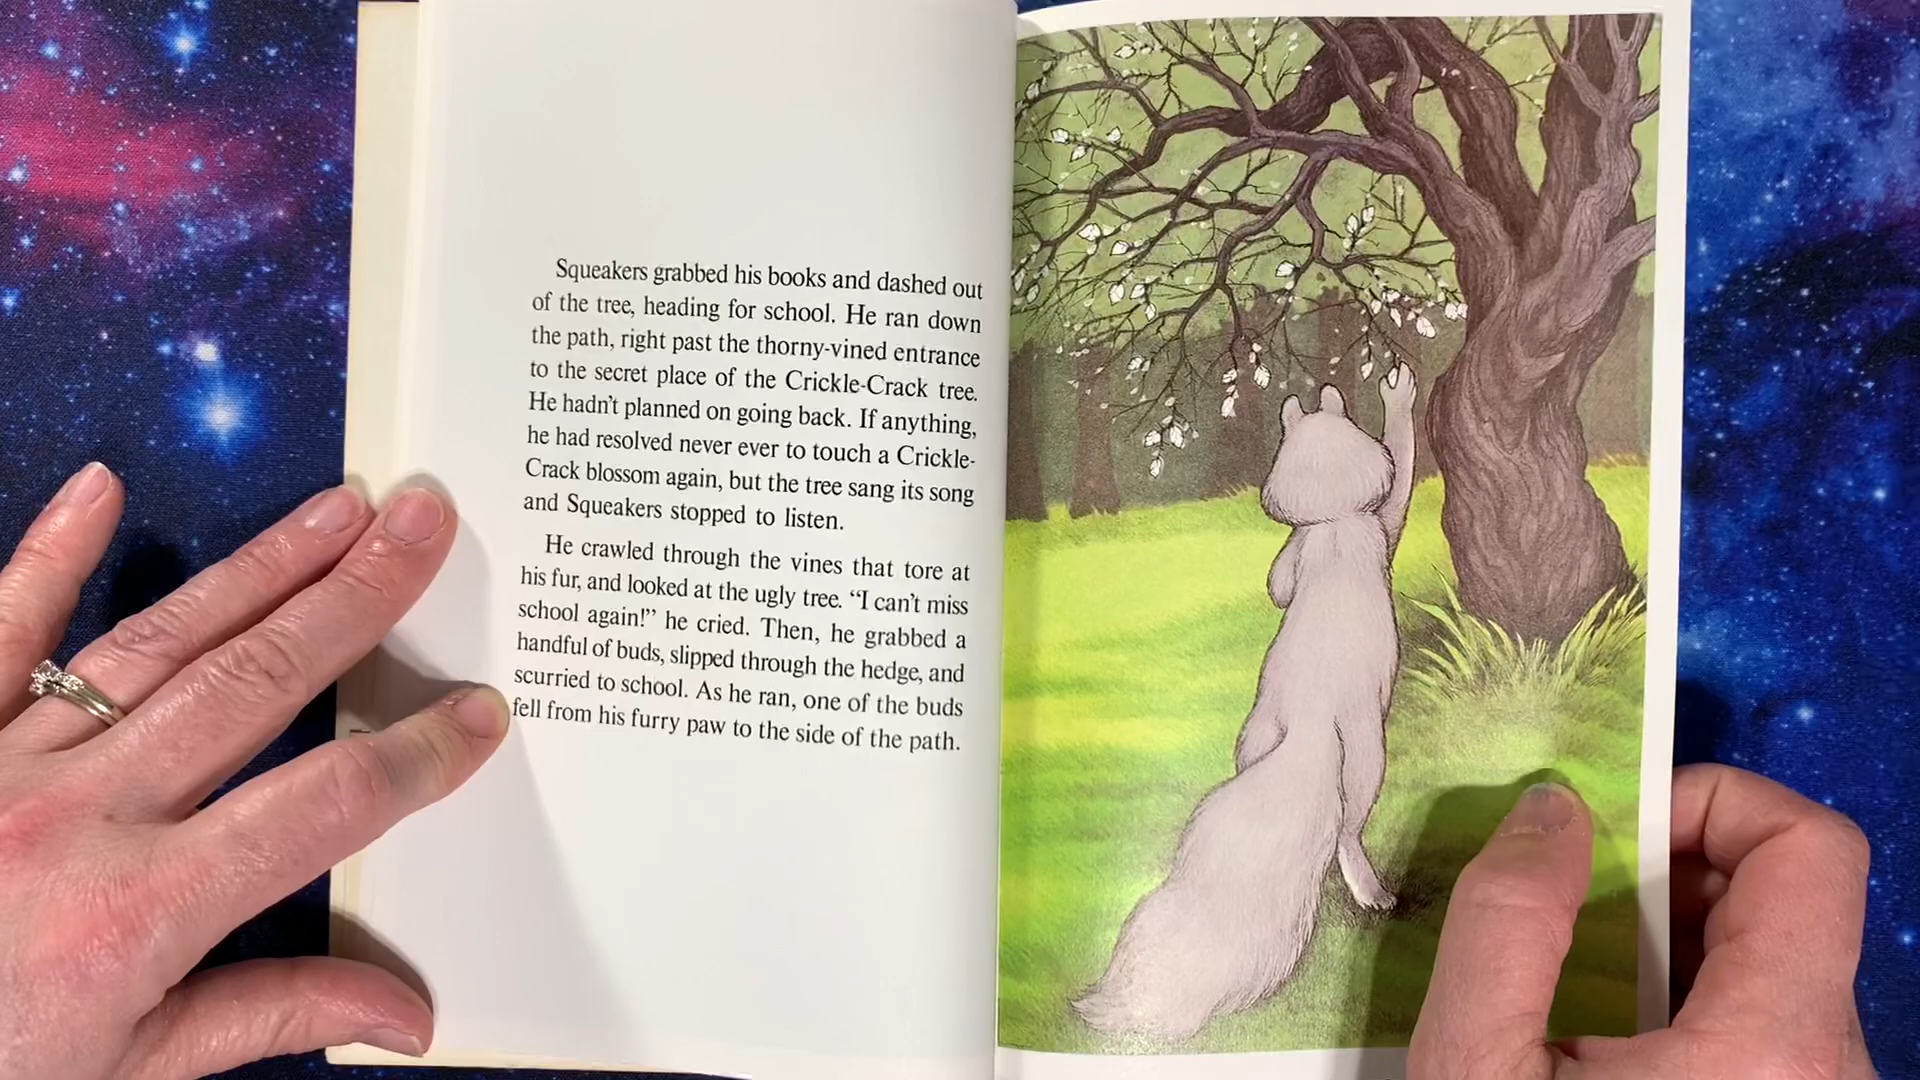 Squeakers grabbed his books and dashed out
of the tree, heading for school. He ran down
the path, right past the thorny-vined entrance
to the secret place of the Crickle-Crack tree.
He hadn't planned on going back. If anything,
he had resolved never ever to touch a Crickle-
Crack blossom again, but the tree sang its song
and Squeakers stopped to listen.
He crawled through the vines that tore at
his fur, and looked at the ugly tree. “I can't miss
school again!” he cried. Then, he grabbed a
handful of buds, slipped through the hedge, and
scurried to school. As he ran, one of the buds
fell from his furry paw to the side of the path.